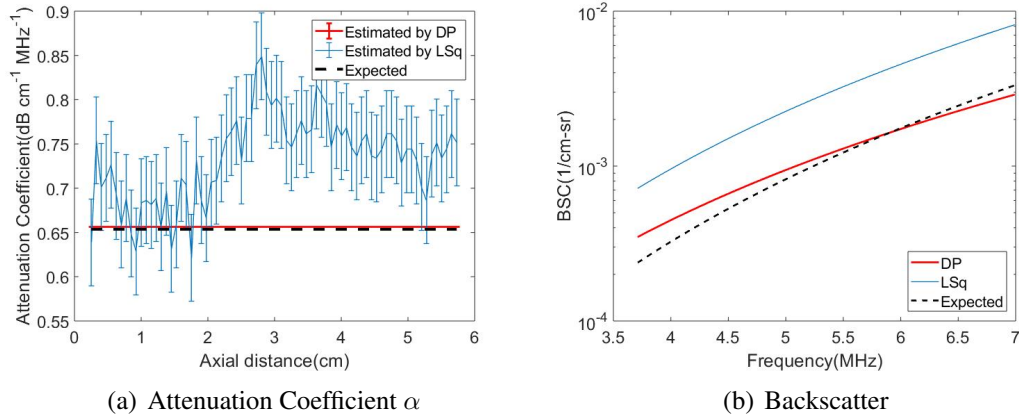 Attenuation Coefficient(dB cm⁻¹ MHz⁻¹)
0.9
0.85
0.8
0.75
0.7
0.65
0.6
0.55
Estimated by DP
Estimated by LSq
Expected
0 1 2 3 4 5 6
Axial distance(cm)
(a) Attenuation Coefficient α
BSC(1/cm-sr)
10⁻²
10⁻³
10⁻⁴
DP
LSq
Expected
3.5 4 4.5 5 5.5 6 6.5 7
Frequency(MHz)
(b) Backscatter